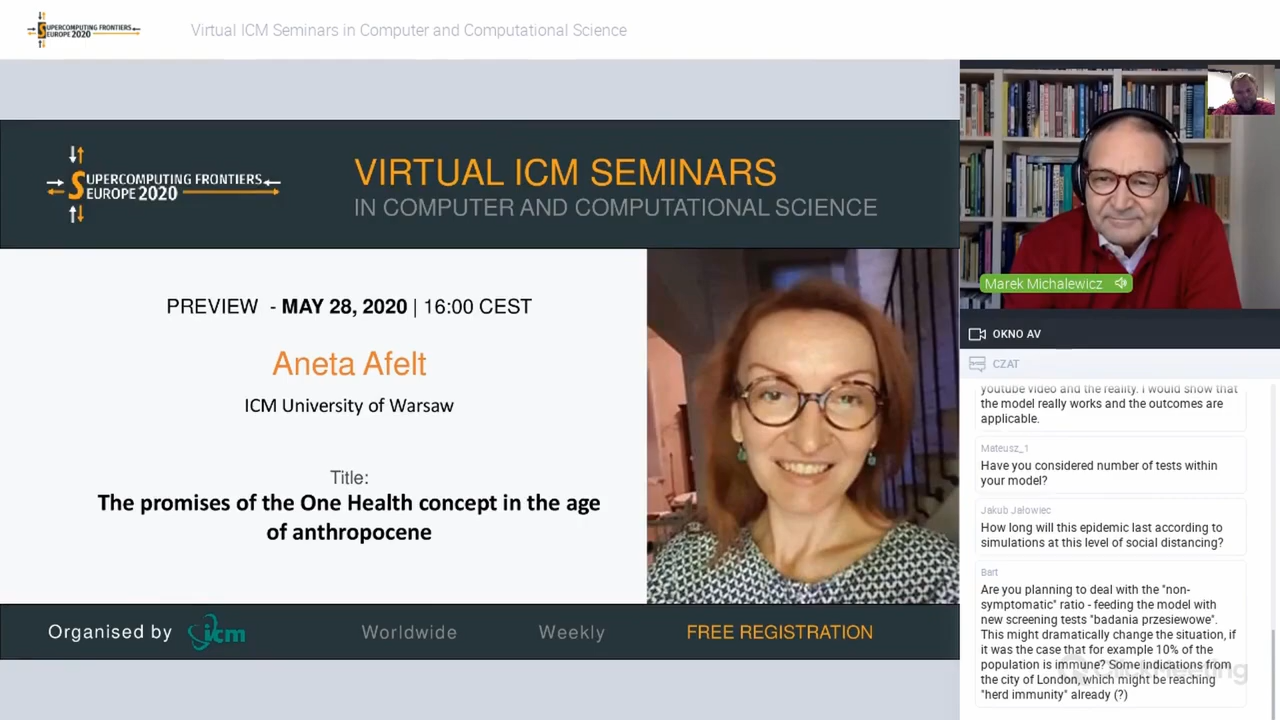 SUPERCOMPUTING FRONTIERS
EUROPE 2020
Virtual ICM Seminars in Computer and Computational Science
SUPERCOMPUTING FRONTIERS
EUROPE 2020
VIRTUAL ICM SEMINARS
IN COMPUTER AND COMPUTATIONAL SCIENCE
PREVIEW - MAY 28, 2020 | 16:00 CEST
Aneta Afelt
ICM University of Warsaw
Title:
The promises of the One Health concept in the age
of anthropocene
Organised by icm
Worldwide
Weekly
FREE REGISTRATION
Marek Michalewicz
OKNO AV
CZAT
youtube video and the reality. I would show that
the model really works and the outcomes are
applicable.
Mateusz_1
Have you considered number of tests within
your model?
Jakub Jałowiec
How long will this epidemic last according to
simulations at this level of social distancing?
Bart
Are you planning to deal with the "non-
symptomatic" ratio - feeding the model with
new screening tests "badania przesiewowe".
This might dramatically change the situation, if
it was the case that for example 10% of the
population is immune? Some indications from
the city of London, which might be reaching
"herd immunity" already (?)
ClickMeeting